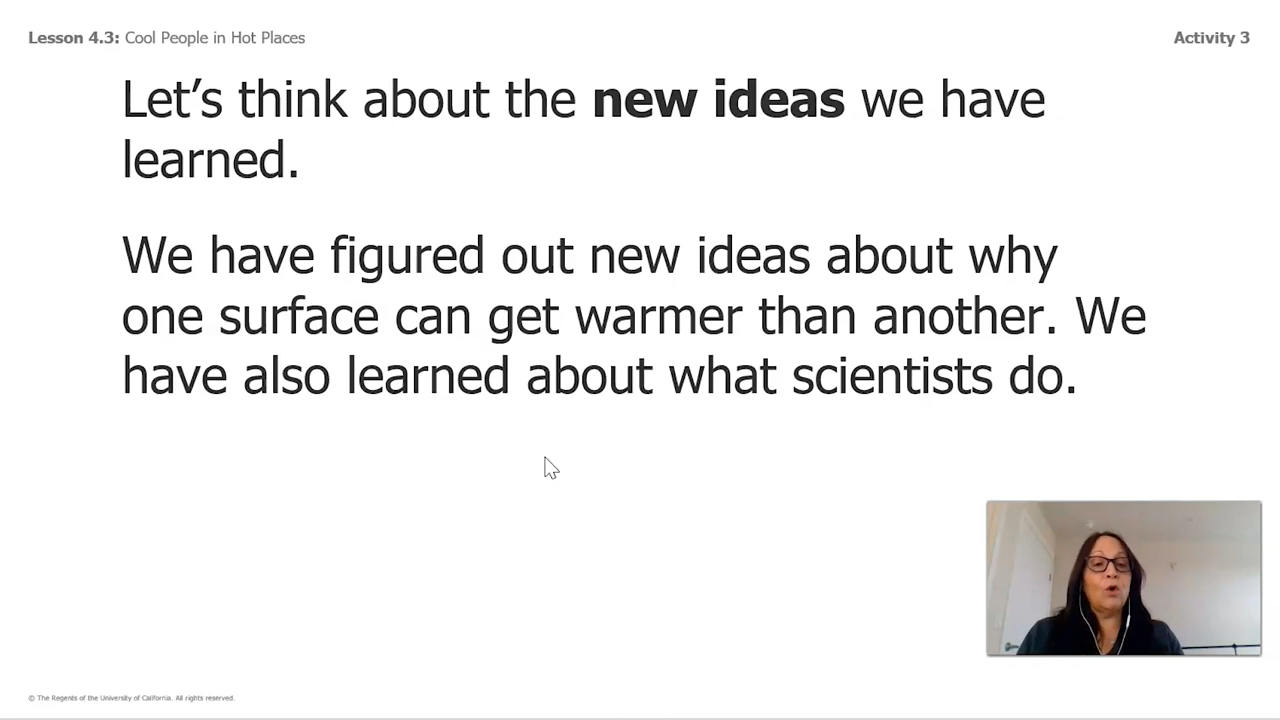 Lesson 4.3: Cool People in Hot Places
Activity 3
Let’s think about the new ideas we have
learned.
We have figured out new ideas about why
one surface can get warmer than another. We
have also learned about what scientists do.
© The Regents of the University of California. All rights reserved.